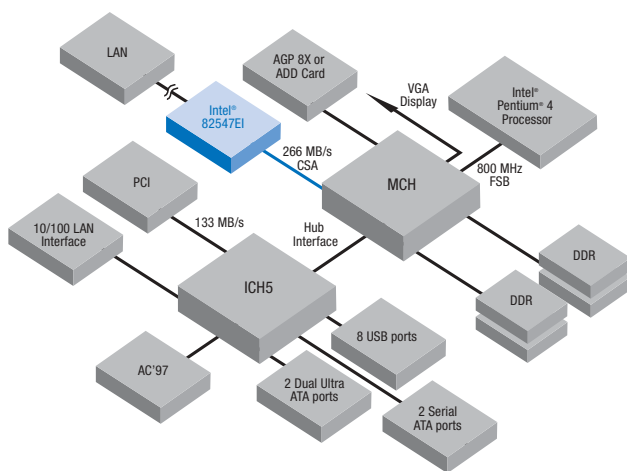 LAN
AGP 8X or
ADD Card
VGA
Display
Intel®
Pentium® 4
Processor
Intel®
82547EI
266 MB/s
CSA
MCH
800 MHz
FSB
PCI
133 MB/s
10/100 LAN
Interface
Hub
Interface
DDR
DDR
ICH5
8 USB ports
AC'97
2 Dual Ultra
ATA ports
2 Serial
ATA ports